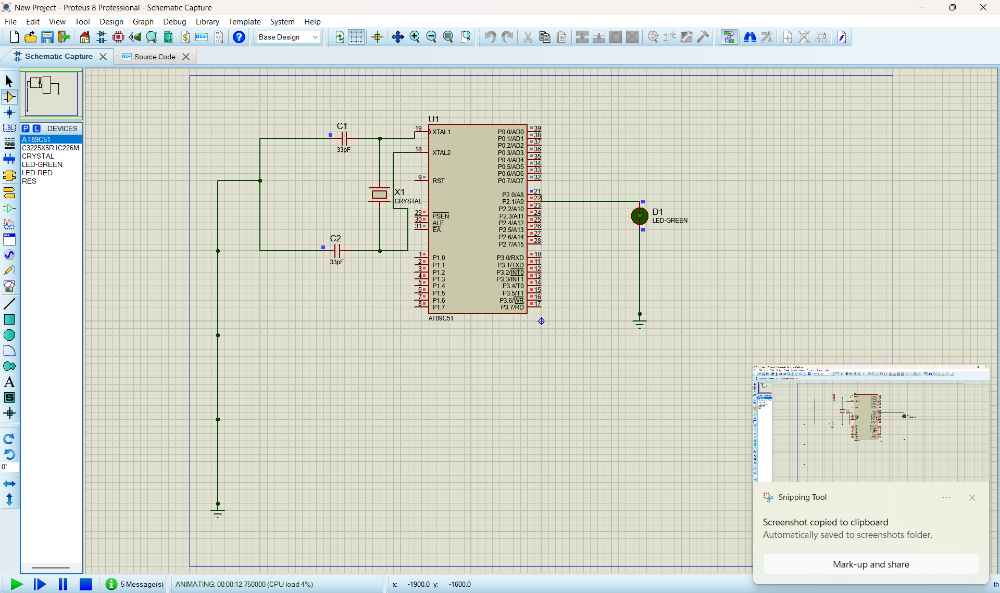 New Project - Proteus 8 Professional - Schematic Capture
File Edit View Tool Design Graph Debug Library Template System Help
Base Design
Schematic Capture
Source Code
P L DEVICES
AT89C51
C3225X5R1C226M
CRYSTAL
LED-GREEN
LED-RED
RES
LBL
A
S
0°
C1
33pF
C2
33pF
X1
CRYSTAL
U1
19 XTAL1
18 XTAL2
9 RST
29 PSEN
30 ALE
31 EA
1 P1.0
2 P1.1
3 P1.2
4 P1.3
5 P1.4
6 P1.5
7 P1.6
8 P1.7
P0.0/AD0 39
P0.1/AD1 38
P0.2/AD2 37
P0.3/AD3 36
P0.4/AD4 35
P0.5/AD5 34
P0.6/AD6 33
P0.7/AD7 32
P2.0/A8 21
P2.1/A9 22
P2.2/A10 23
P2.3/A11 24
P2.4/A12 25
P2.5/A13 26
P2.6/A14 27
P2.7/A15 28
P3.0/RXD 10
P3.1/TXD 11
P3.2/INT0 12
P3.3/INT1 13
P3.4/T0 14
P3.5/T1 15
P3.6/WR 16
P3.7/RD 17
AT89C51
D1
LED-GREEN
Snipping Tool
Screenshot copied to clipboard
Automatically saved to screenshots folder.
Mark-up and share
5 Message(s)
ANIMATING: 00:00:12.750000 (CPU load 4%)
x: -1900.0 y: -1600.0
th